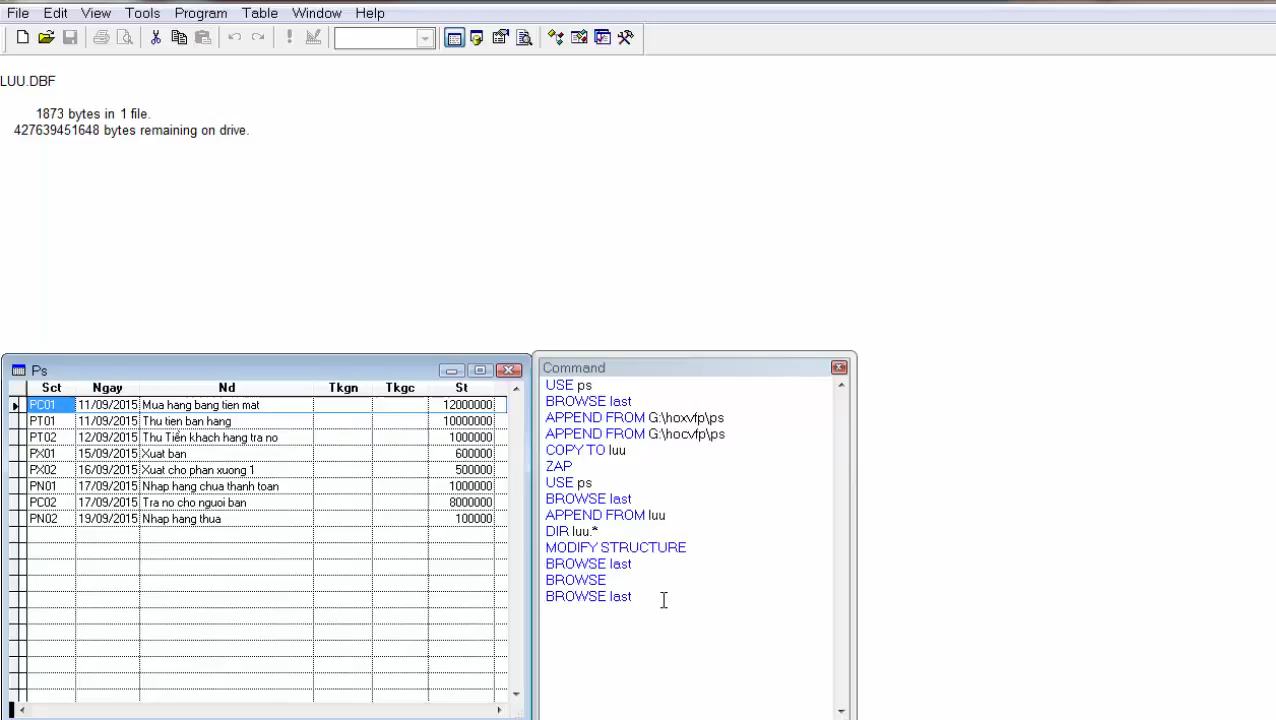 File Edit View Tools Program Table Window Help
LUU.DBF
1873 bytes in 1 file.
427639451648 bytes remaining on drive.
Ps
Sct Ngay Nd Tkgn Tkgc St
PC01 11/09/2015 Mua hang bang tien mat 12000000
PT01 11/09/2015 Thu tien ban hang 10000000
PT02 12/09/2015 Thu Tiền khach hang tra no 1000000
PX01 15/09/2015 Xuat ban 600000
PX02 16/09/2015 Xuat cho phan xuong 1 500000
PN01 17/09/2015 Nhap hang chua thanh toan 1000000
PC02 17/09/2015 Tra no cho nguoi ban 8000000
PN02 19/09/2015 Nhap hang thua 100000
Command
USE ps
BROWSE last
APPEND FROM G:\hoxvfp\ps
APPEND FROM G:\hocvfp\ps
COPY TO luu
ZAP
USE ps
BROWSE last
APPEND FROM luu
DIR luu.*
MODIFY STRUCTURE
BROWSE last
BROWSE
BROWSE last